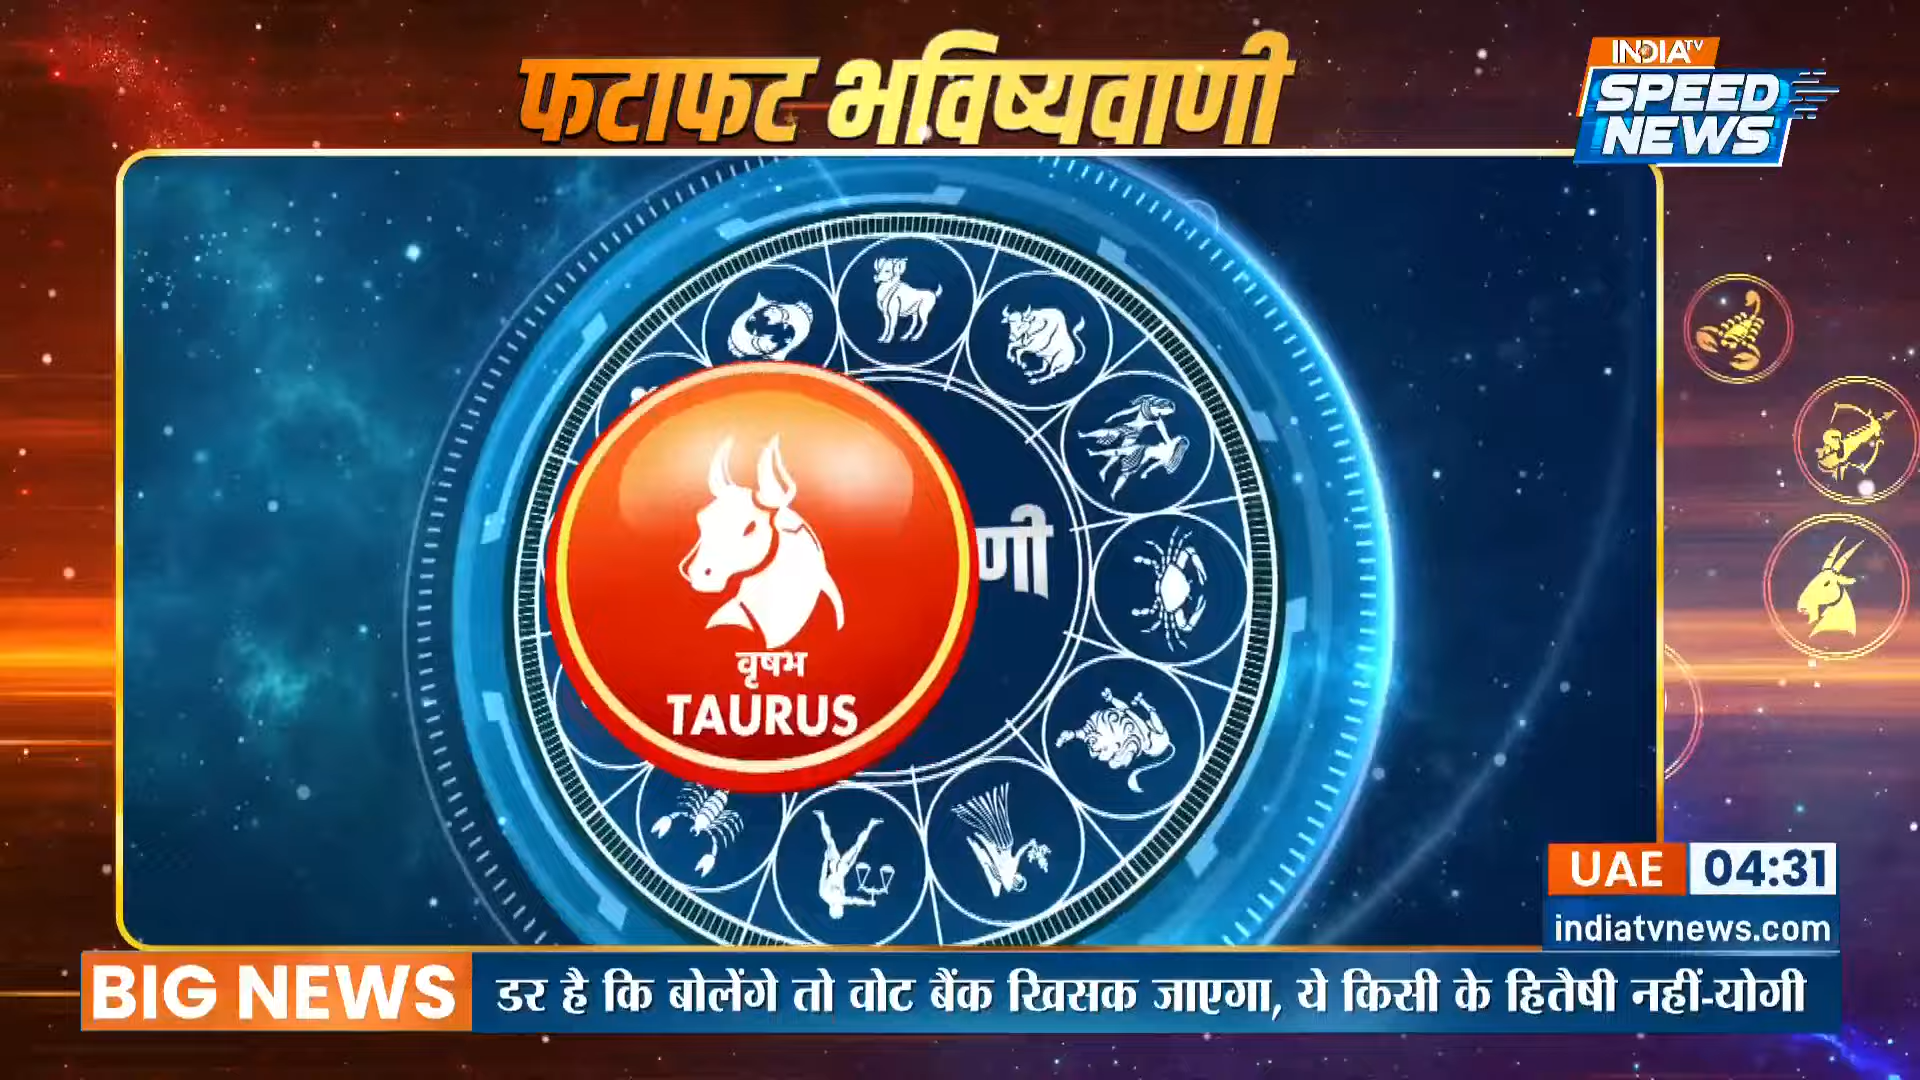 फटाफट भविष्यवाणी
INDIA TV
SPEED
NEWS
णी
वृषभ
TAURUS
UAE 04:31
indiatvnews.com
BIG NEWS डर है कि बोलेंगे तो वोट बैंक खिसक जाएगा, ये किसी के हितैषी नहीं-योगी